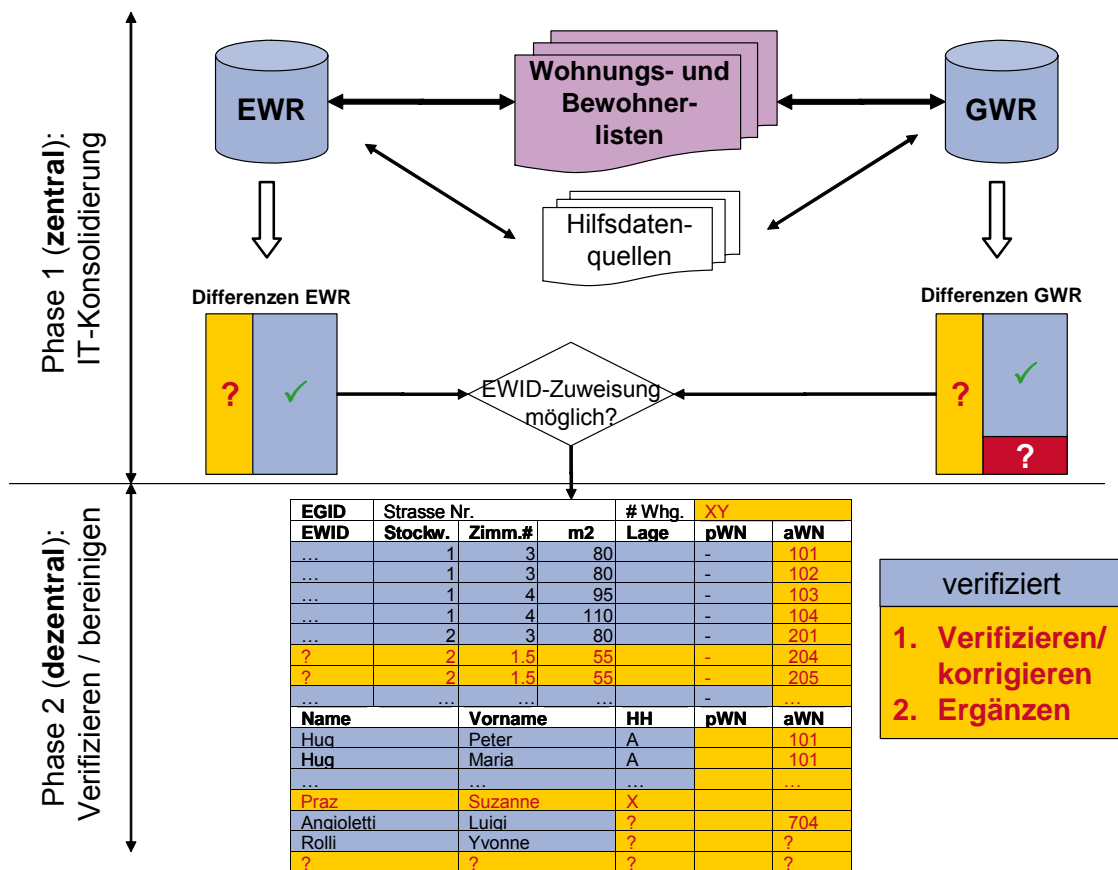 Phase 1 (zentral):
IT-Konsolidierung
EWR
Wohnungs- und
Bewohner-
listen
GWR
Hilfsdaten-
quellen
Differenzen EWR
? ✓
EWID-Zuweisung
möglich?
Differenzen GWR
? ✓
?
Phase 2 (dezentral):
Verifizieren / bereinigen
EGID Strasse Nr. # Whg. XY
EWID Stockw. Zimm.# m2 Lage pWN aWN
... 1 3 80 - 101
... 1 3 80 - 102
... 1 4 95 - 103
... 1 4 110 - 104
... 2 3 80 - 201
? 2 1.5 55 - 204
? 2 1.5 55 - 205
... ... ... ... - ...
Name Vorname HH pWN aWN
Hug Peter A 101
Hug Maria A 101
... ... ... ...
Praz Suzanne X
Angioletti Luigi ? 704
Rolli Yvonne ? ?
? ? ? ?
verifiziert
1. Verifizieren/
korrigieren
2. Ergänzen